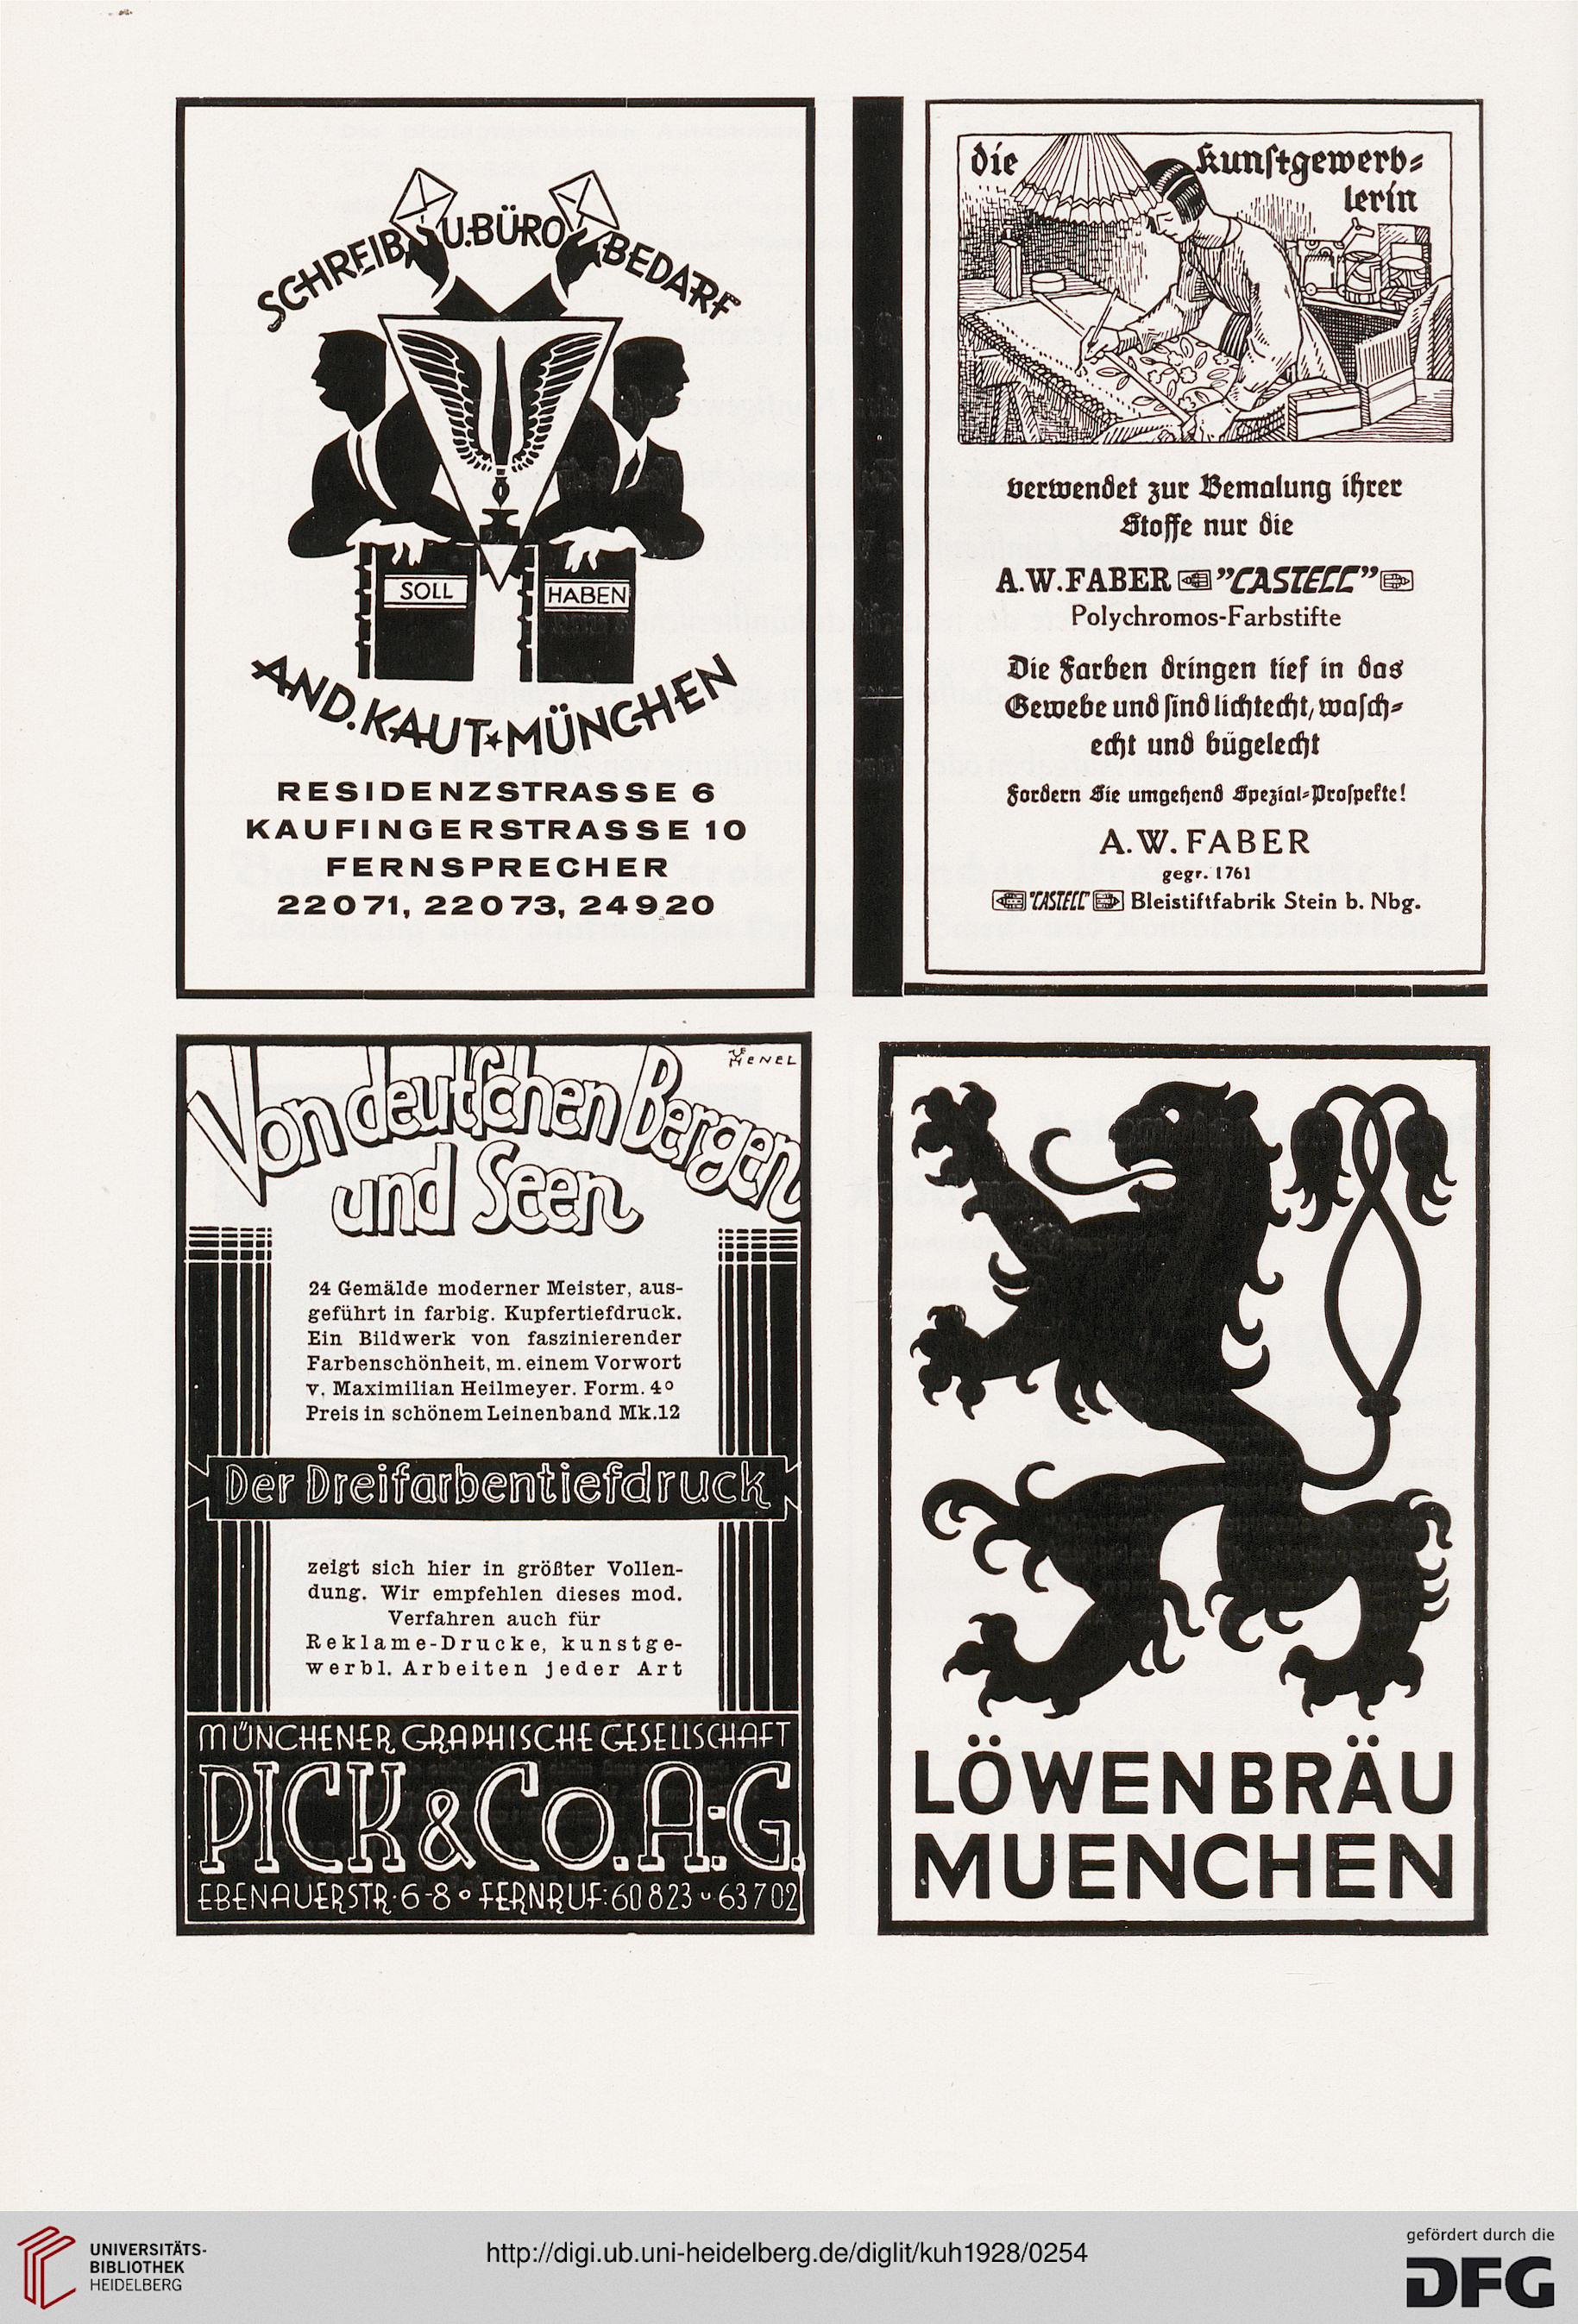 SCHREIB U. BÜRO BEDARF
SOLL
HABEN
AND. KAUT ★ MÜNCHEN
RESIDENZSTRASSE 6
KAUFINGERSTRASSE 10
FERNSPRECHER
22071, 22073, 24920
die Kunſtgewerb⸗
lerin
verwendet zur Bemalung ihrer
Stoffe nur die
A.W.FABER "CASTELL"
Polychromos-Farbstifte
Die Farben dringen tief in das
Gewebe und ſind lichtecht, waſch⸗
echt und bügelecht
Fordern Sie umgehend Spezial⸗Proſpekte!
A.W. FABER
gegr. 1761
"CASTELL" Bleistiftfabrik Stein b. Nbg.
HENEL
Von deutſchen Bergen
und Seen
24 Gemälde moderner Meister, aus-
geführt in farbig. Kupfertiefdruck.
Ein Bildwerk von faszinierender
Farbenschönheit, m. einem Vorwort
v. Maximilian Heilmeyer. Form. 4°
Preis in schönem Leinenband Mk.12
Der Dreifarbentiefdruck
zeigt sich hier in größter Vollen-
dung. Wir empfehlen dieses mod.
Verfahren auch für
Reklame-Drucke, kunstge-
werbl. Arbeiten jeder Art
MÜNCHENER GRAPHISCHE GESELLSCHAFT
PICK & Co. A-G.
EBENAUERSTR. 6-8 ° FERNRUF: 60823 u 63702
LÖWENBRÄU
MUENCHEN
UNIVERSITÄTS-
BIBLIOTHEK
HEIDELBERG
http://digi.ub.uni-heidelberg.de/diglit/kuh1928/0254
gefördert durch die
DFG